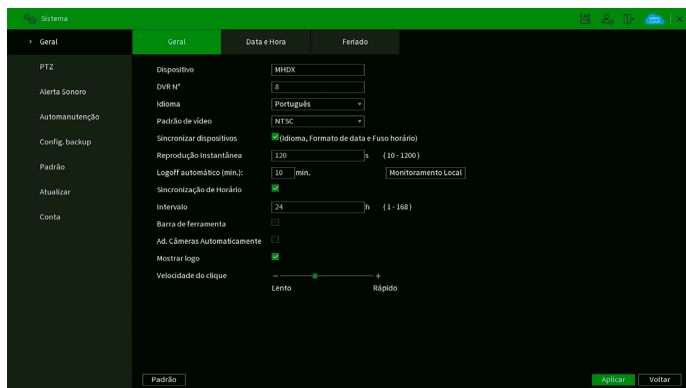 Sistema
Geral
PTZ
Alerta Sonoro
Automanutenção
Config. backup
Padrão
Atualizar
Conta
Geral Data e Hora Feriado
Dispositivo MHDX
DVR N° 8
Idioma Português
Padrão de vídeo NTSC
Sincronizar dispositivos (Idioma, Formato de data e Fuso horário)
Reprodução Instantânea 120 s (10 - 1200)
Logoff automático (min.): 10 min. Monitoramento Local
Sincronização de Horário
Intervalo 24 h (1 - 168)
Barra de ferramenta
Ad. Câmeras Automaticamente
Mostrar logo
Velocidade do clique − +
Lento Rápido
Padrão Aplicar Voltar